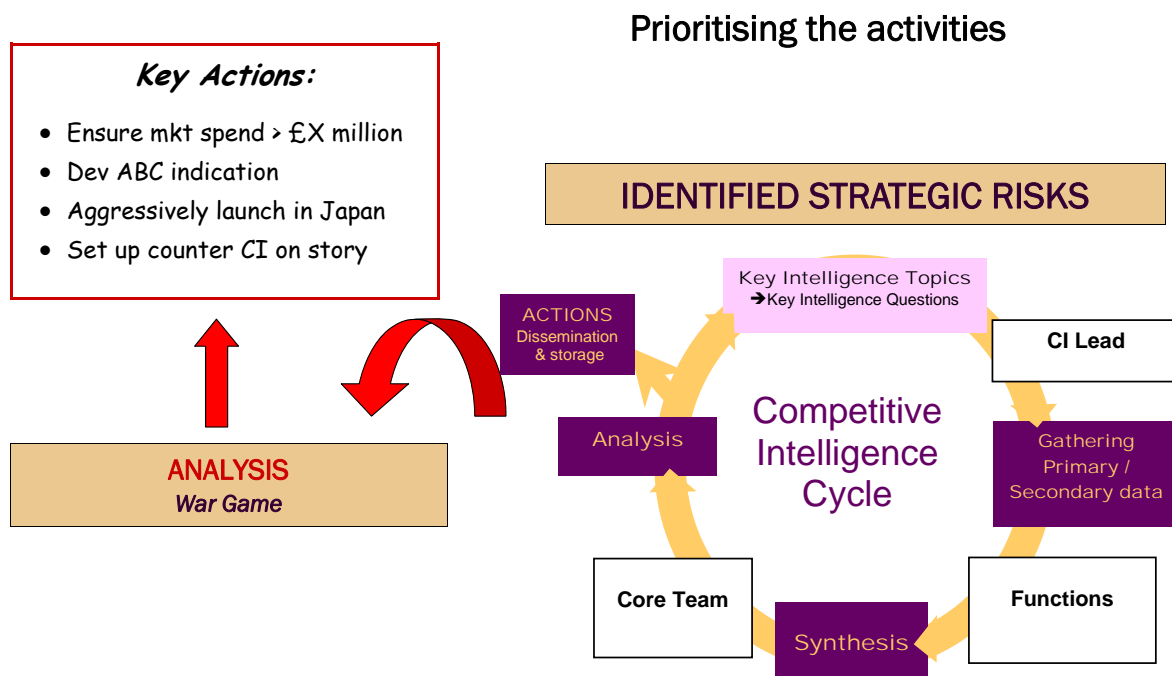 Prioritising the activities
Key Actions:
• Ensure mkt spend > £X million
• Dev ABC indication
• Aggressively launch in Japan
• Set up counter CI on story
IDENTIFIED STRATEGIC RISKS
Key Intelligence Topics
➔Key Intelligence Questions
ACTIONS
Dissemination
& storage
CI Lead
Analysis
Competitive
Intelligence
Cycle
Gathering
Primary /
Secondary data
ANALYSIS
War Game
Core Team
Functions
Synthesis